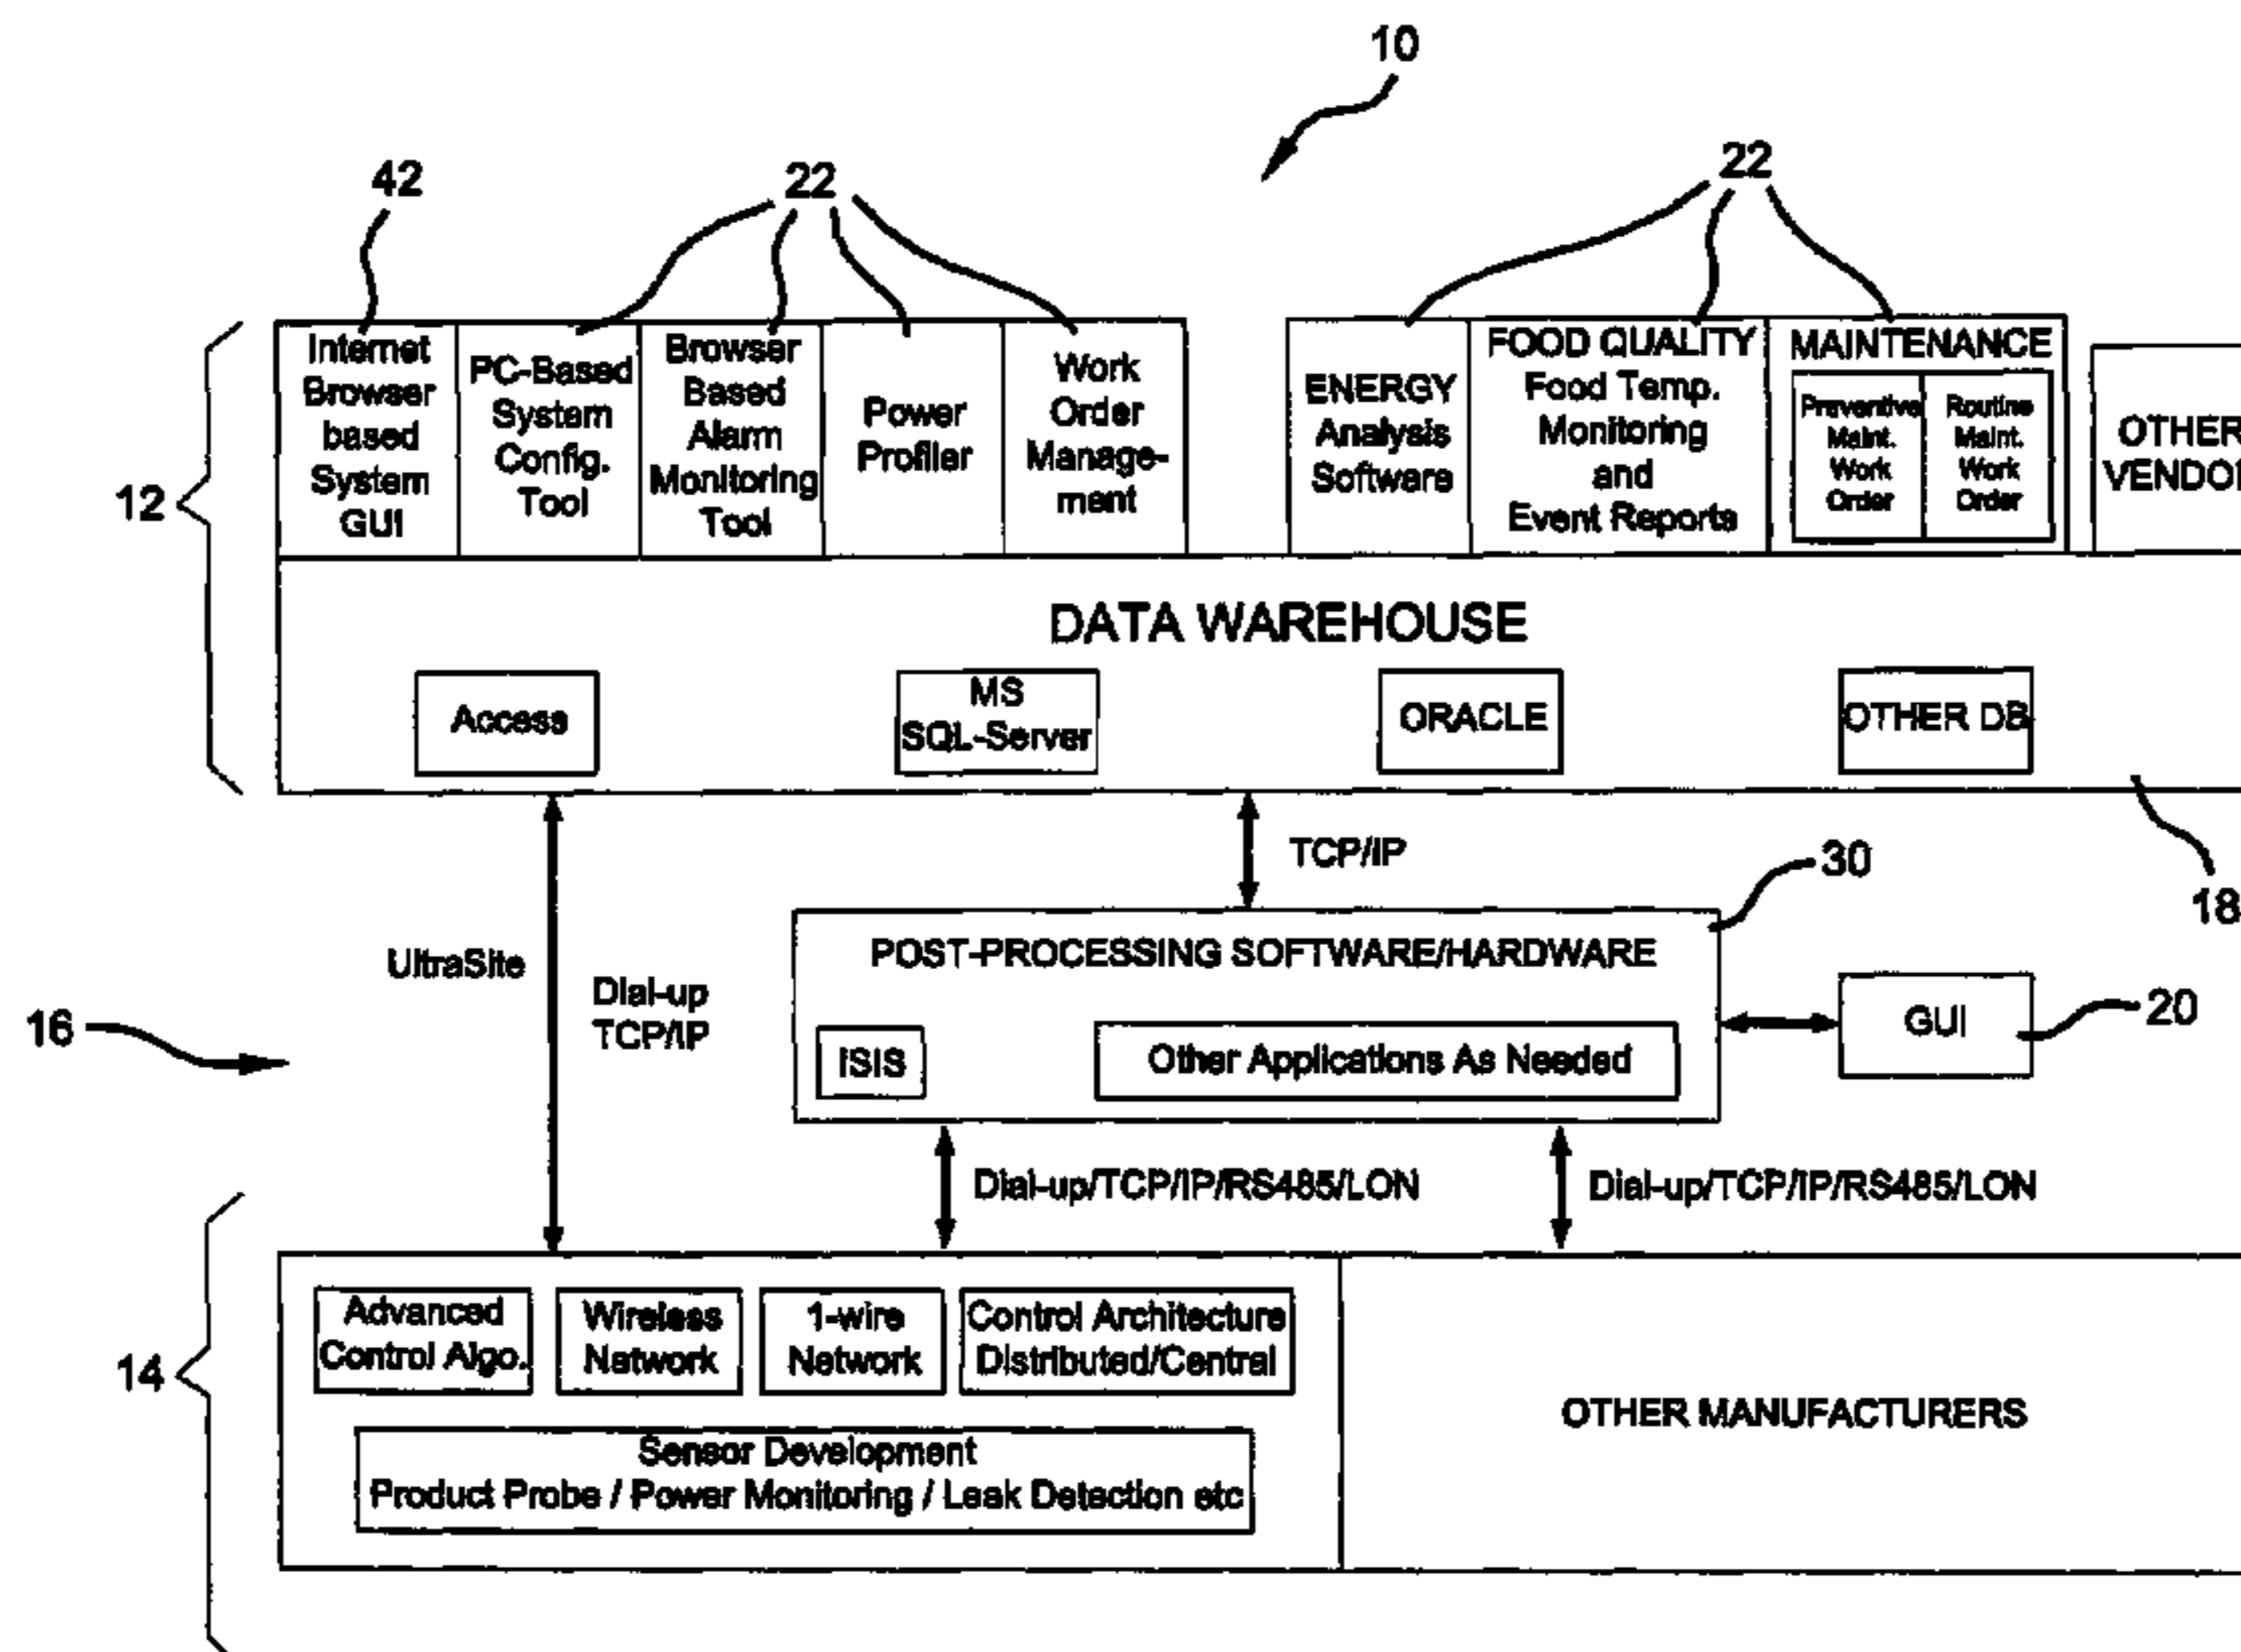 10
42
22
22
12
Internet
Browser
based
System
GUI
PC-Based
System
Config.
Tool
Browser
Based
Alarm
Monitoring
Tool
Power
Profiler
Work
Order
Manage-
ment
ENERGY
Analysis
Software
FOOD QUALITY
Food Temp.
Monitoring
and
Event Reports
MAINTENANCE
Preventive
Maint.
Work
Order
Routine
Maint.
Work
Order
OTHER
VENDOR
DATA WAREHOUSE
Access
MS
SQL-Server
ORACLE
OTHER DB
18
TCP/IP
30
UltraSite
Dial-up
TCP/IP
16
POST-PROCESSING SOFTWARE/HARDWARE
ISIS
Other Applications As Needed
GUI
20
Dial-up/TCP/IP/RS485/LON
Dial-up/TCP/IP/RS485/LON
14
Advanced
Control Algo.
Wireless
Network
1-wire
Network
Control Architecture
Distributed/Central
Sensor Development
Product Probe / Power Monitoring / Leak Detection etc
OTHER MANUFACTURERS